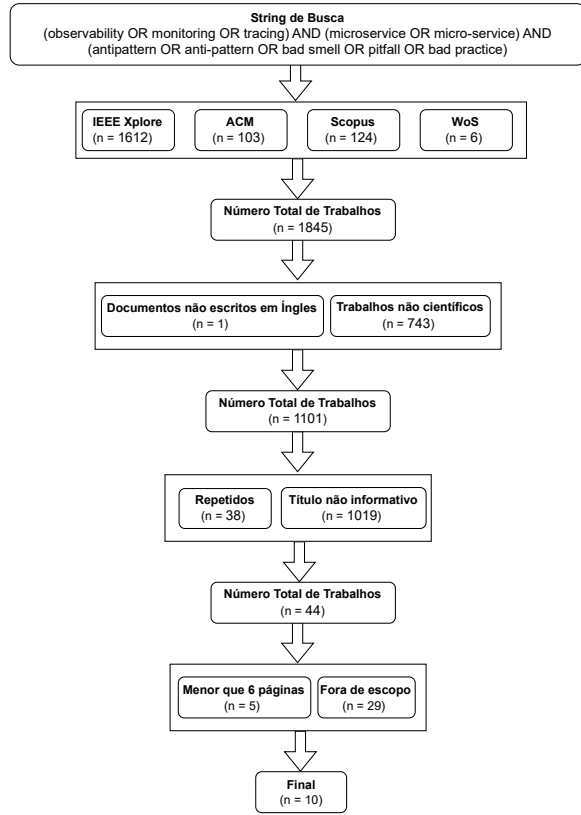 String de Busca
(observability OR monitoring OR tracing) AND (microservice OR micro-service) AND
(antipattern OR anti-pattern OR bad smell OR pitfall OR bad practice)
IEEE Xplore
(n = 1612)
ACM
(n = 103)
Scopus
(n = 124)
WoS
(n = 6)
Número Total de Trabalhos
(n = 1845)
Documentos não escritos em Íngles
(n = 1)
Trabalhos não científicos
(n = 743)
Número Total de Trabalhos
(n = 1101)
Repetidos
(n = 38)
Título não informativo
(n = 1019)
Número Total de Trabalhos
(n = 44)
Menor que 6 páginas
(n = 5)
Fora de escopo
(n = 29)
Final
(n = 10)